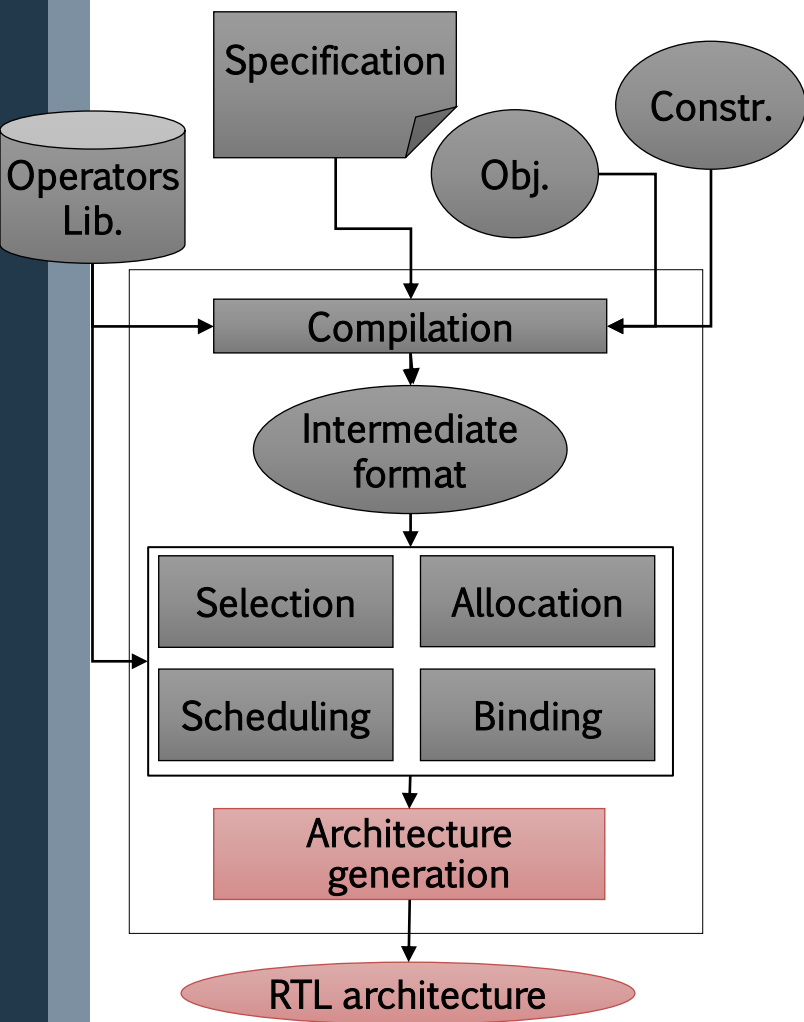 Specification
Constr.
Operators
Lib.
Obj.
Compilation
Intermediate
format
Selection
Allocation
Scheduling
Binding
Architecture
generation
RTL architecture